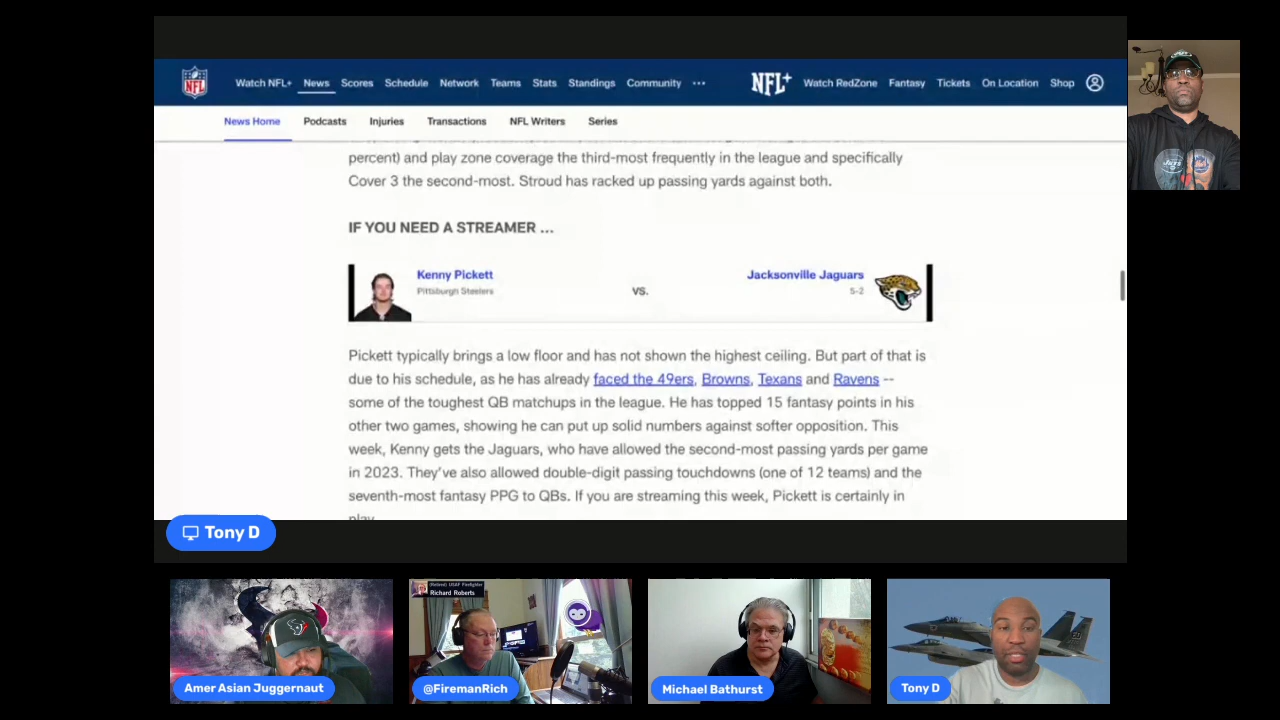 NFL
Watch NFL+ News Scores Schedule Network Teams Stats Standings Community ••• NFL+ Watch RedZone Fantasy Tickets On Location Shop
News Home Podcasts Injuries Transactions NFL Writers Series
percent) and play zone coverage the third-most frequently in the league and specifically
Cover 3 the second-most. Stroud has racked up passing yards against both.
IF YOU NEED A STREAMER ...
Kenny Pickett
Pittsburgh Steelers
VS.
Jacksonville Jaguars
5-2
Pickett typically brings a low floor and has not shown the highest ceiling. But part of that is
due to his schedule, as he has already faced the 49ers, Browns, Texans and Ravens --
some of the toughest QB matchups in the league. He has topped 15 fantasy points in his
other two games, showing he can put up solid numbers against softer opposition. This
week, Kenny gets the Jaguars, who have allowed the second-most passing yards per game
in 2023. They've also allowed double-digit passing touchdowns (one of 12 teams) and the
seventh-most fantasy PPG to QBs. If you are streaming this week, Pickett is certainly in
play.
Tony D
(Retired) USAF Firefighter
Richard Roberts
Amer Asian Juggernaut
@FiremanRich
Michael Bathurst
Tony D